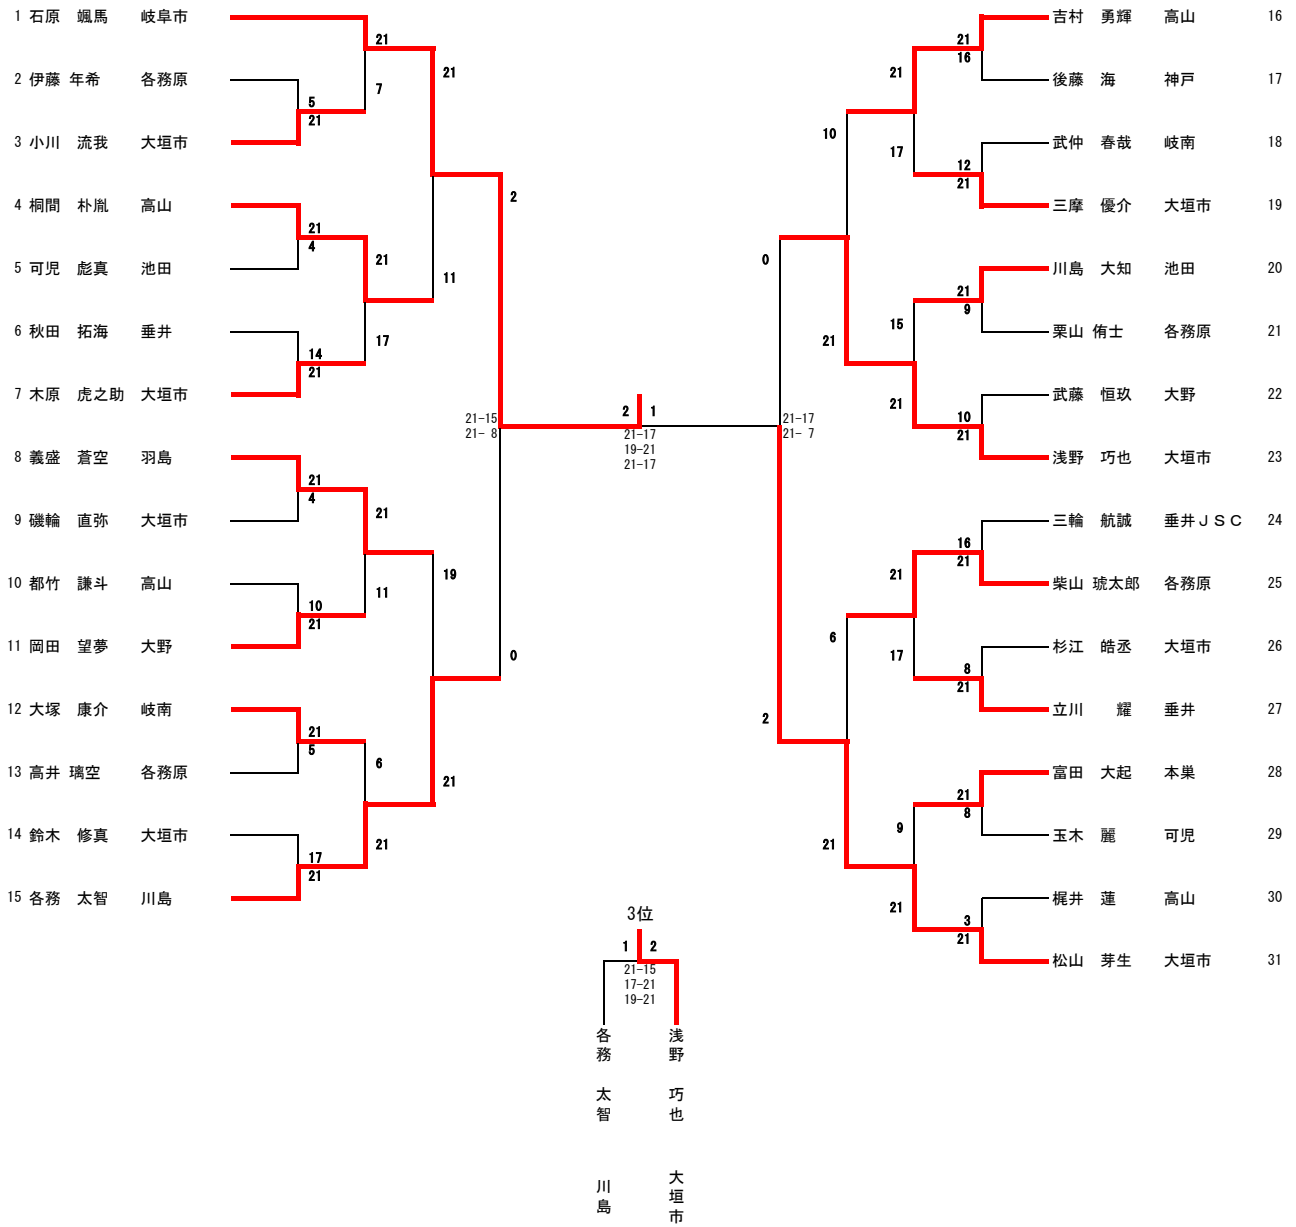 1 石原　颯馬　岐阜市
2 伊藤 年希　各務原
3 小川　流我　大垣市
4 桐間　朴胤　高山
5 可児　彪真　池田
6 秋田　拓海　垂井
7 木原　虎之助　大垣市
8 義盛　蒼空　羽島
9 磯輪　直弥　大垣市
10 都竹　謙斗　高山
11 岡田　望夢　大野
12 大塚　康介　岐南
13 高井 璃空　各務原
14 鈴木　修真　大垣市
15 各務　太智　川島
21
7
5
21
21
21
4
21
11
17
14
21
2
21
4
21
19
11
10
21
0
21
5
6
21
17
21
21
21-15
21- 8
2 1
21-17
19-21
21-17
21-17
21- 7
吉村　勇輝　高山 16
後藤　海　神戸 17
武仲　春哉　岐南 18
三摩　優介　大垣市 19
川島　大知　池田 20
栗山 侑士　各務原 21
武藤　恒玖　大野 22
浅野　巧也　大垣市 23
三輪　航誠　垂井ＪＳＣ 24
柴山 琥太郎　各務原 25
杉江　皓丞　大垣市 26
立川　耀　垂井 27
富田　大起　本巣 28
玉木　麗　可児 29
梶井　蓮　高山 30
松山　芽生　大垣市 31
21
16
21
10
17
12
21
0
21
9
15
21
21
10
21
16
21
21
6
17
8
21
2
21
8
9
21
21
3
21
3位
1 2
21-15
17-21
19-21
各務　太智　川島
浅野　巧也　大垣市